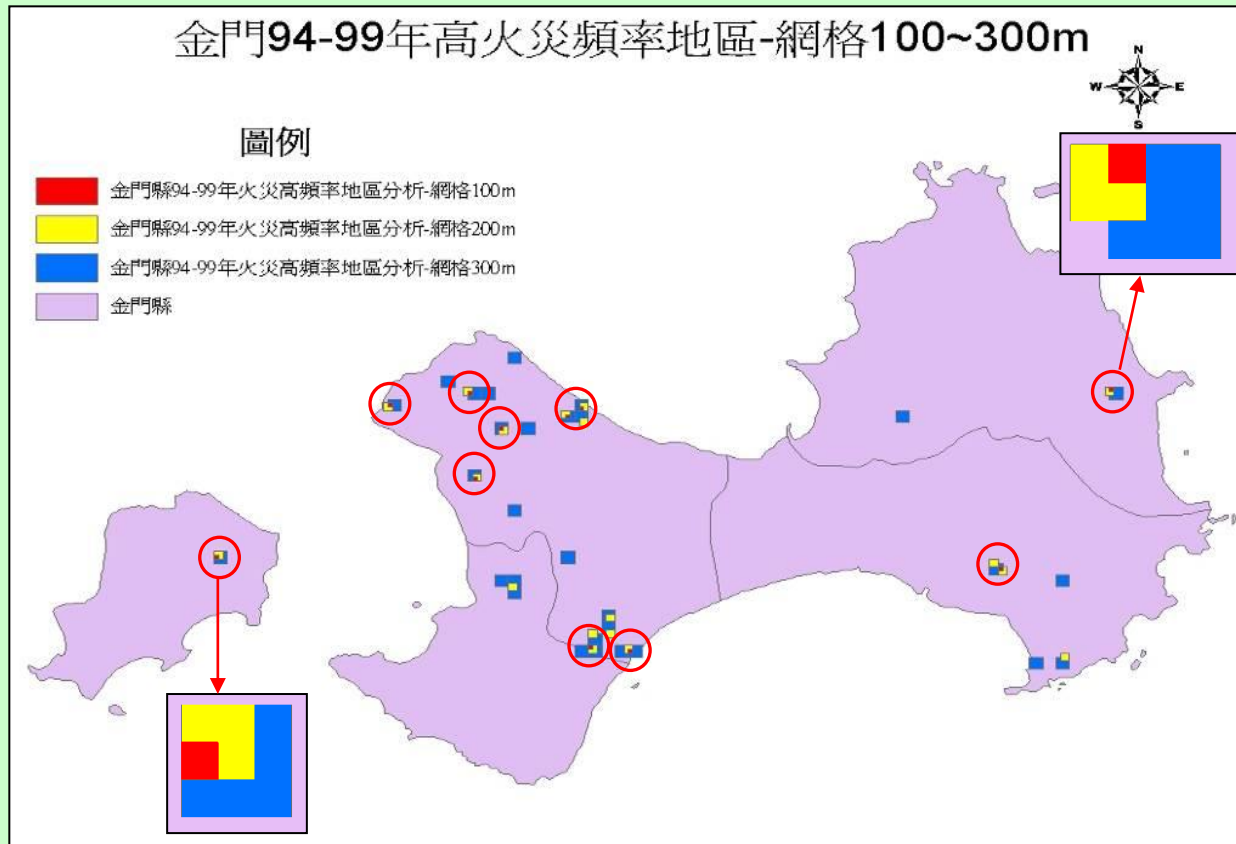 金門94-99年高火災頻率地區-網格100~300m
N
W E
S
圖例
金門縣94-99年火災高頻率地區分析-網格100m
金門縣94-99年火災高頻率地區分析-網格200m
金門縣94-99年火災高頻率地區分析-網格300m
金門縣